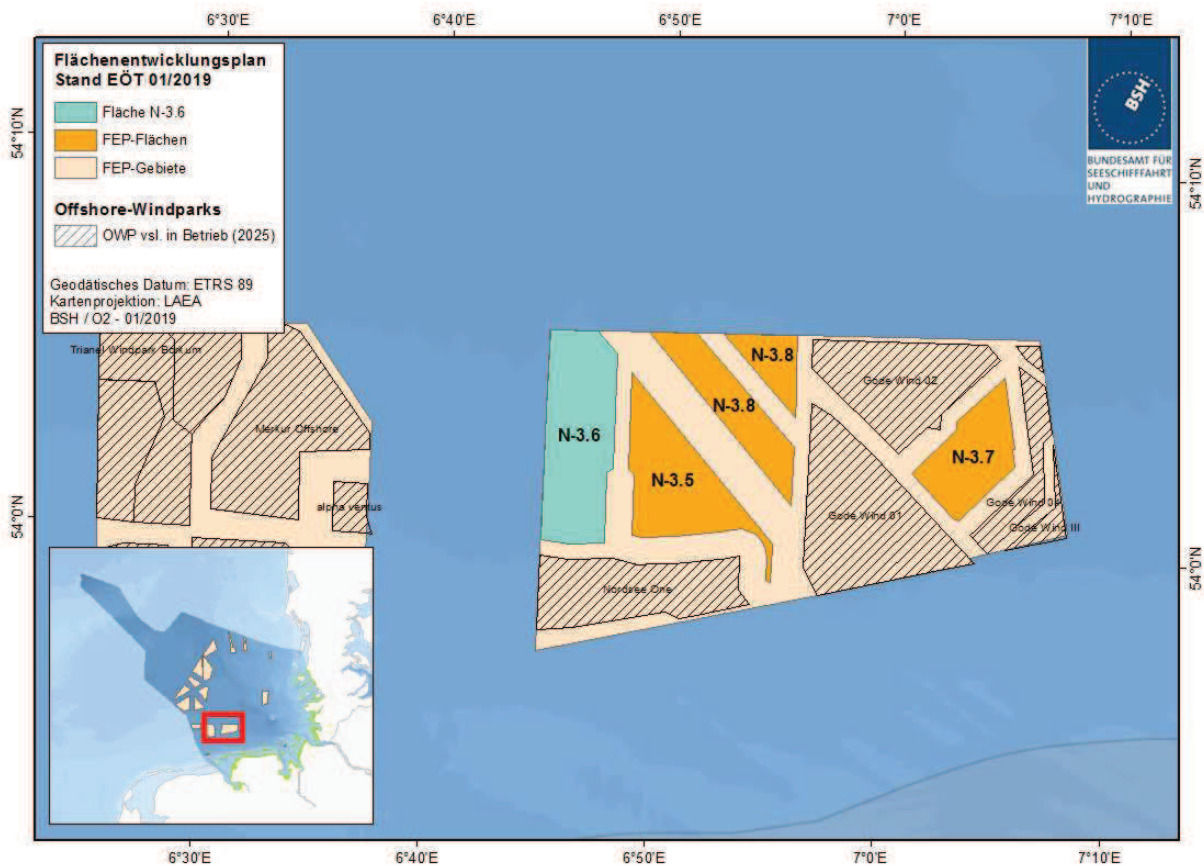 6°30'E 6°40'E 6°50'E 7°0'E 7°10'E
Flächenentwicklungsplan
Stand EÖT 01/2019
Fläche N-3.6
FEP-Flächen
FEP-Gebiete
Offshore-Windparks
OWP vsl. in Betrieb (2025)
Geodätisches Datum: ETRS 89
Kartenprojektion: LAEA
BSH / O2 - 01/2019
BSH
BUNDESAMT FÜR
SEESCHIFFFAHRT
UND
HYDROGRAPHIE
54°10'N
54°10'N
Trianel Windpark Borkum
Merkur Offshore
alpha ventus
N-3.8
Gode Wind 02
N-3.8
N-3.6
N-3.5
N-3.7
Gode Wind 04
Gode Wind 01
Gode Wind III
Nordsee One
54°0'N
54°0'N
6°30'E 6°40'E 6°50'E 7°0'E 7°10'E